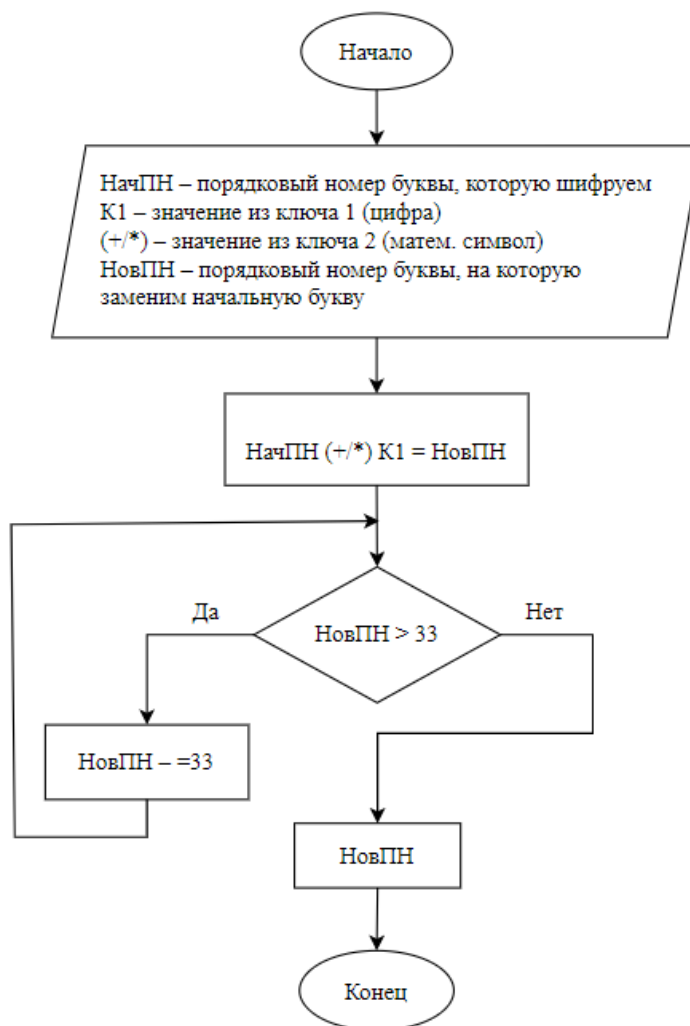 Начало
НачПН – порядковый номер буквы, которую шифруем
К1 – значение из ключа 1 (цифра)
(+/*) – значение из ключа 2 (матем. символ)
НовПН – порядковый номер буквы, на которую
заменим начальную букву
НачПН (+/*) К1 = НовПН
НовПН > 33
Да
Нет
НовПН – =33
НовПН
Конец